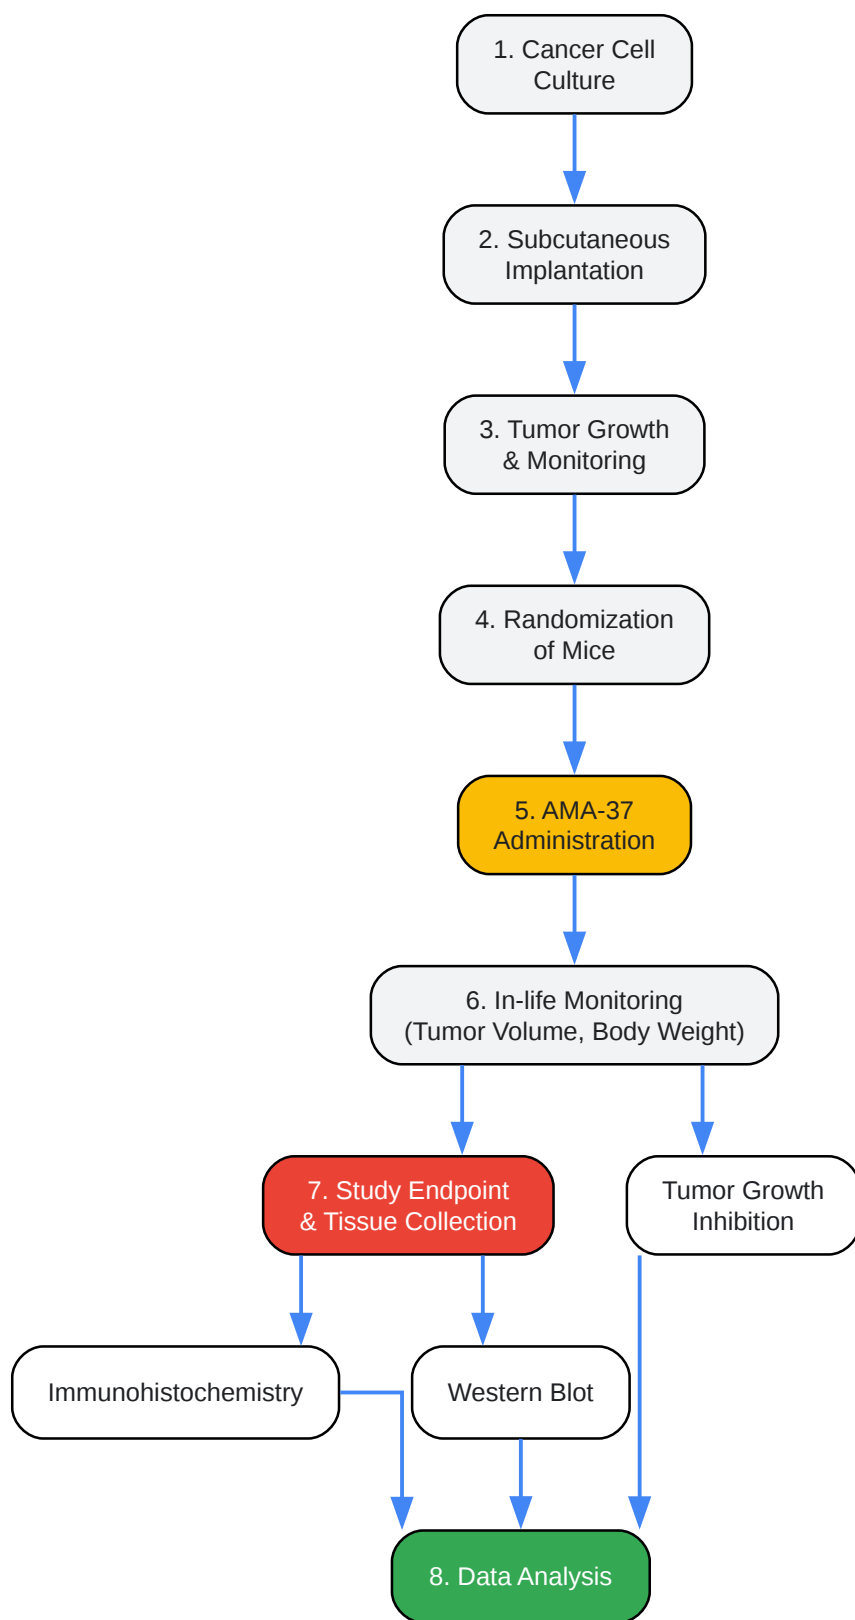 1. Cancer Cell
Culture
2. Subcutaneous
Implantation
3. Tumor Growth
& Monitoring
4. Randomization
of Mice
5. AMA-37
Administration
6. In-life Monitoring
(Tumor Volume, Body Weight)
7. Study Endpoint
& Tissue Collection
Tumor Growth
Inhibition
Immunohistochemistry
Western Blot
8. Data Analysis